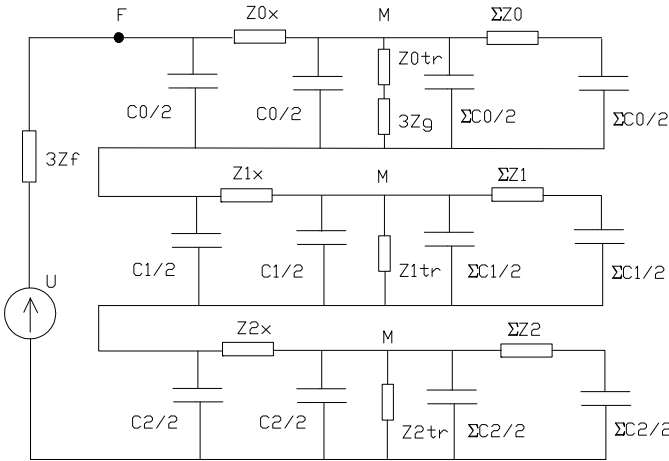 F Z0x M ΣZ0
Z0tr
C0/2 C0/2 3Zg ΣC0/2 ΣC0/2
3Zf
Z1x M ΣZ1
C1/2 C1/2 Z1tr ΣC1/2 ΣC1/2
U
Z2x M ΣZ2
C2/2 C2/2 Z2tr ΣC2/2 ΣC2/2